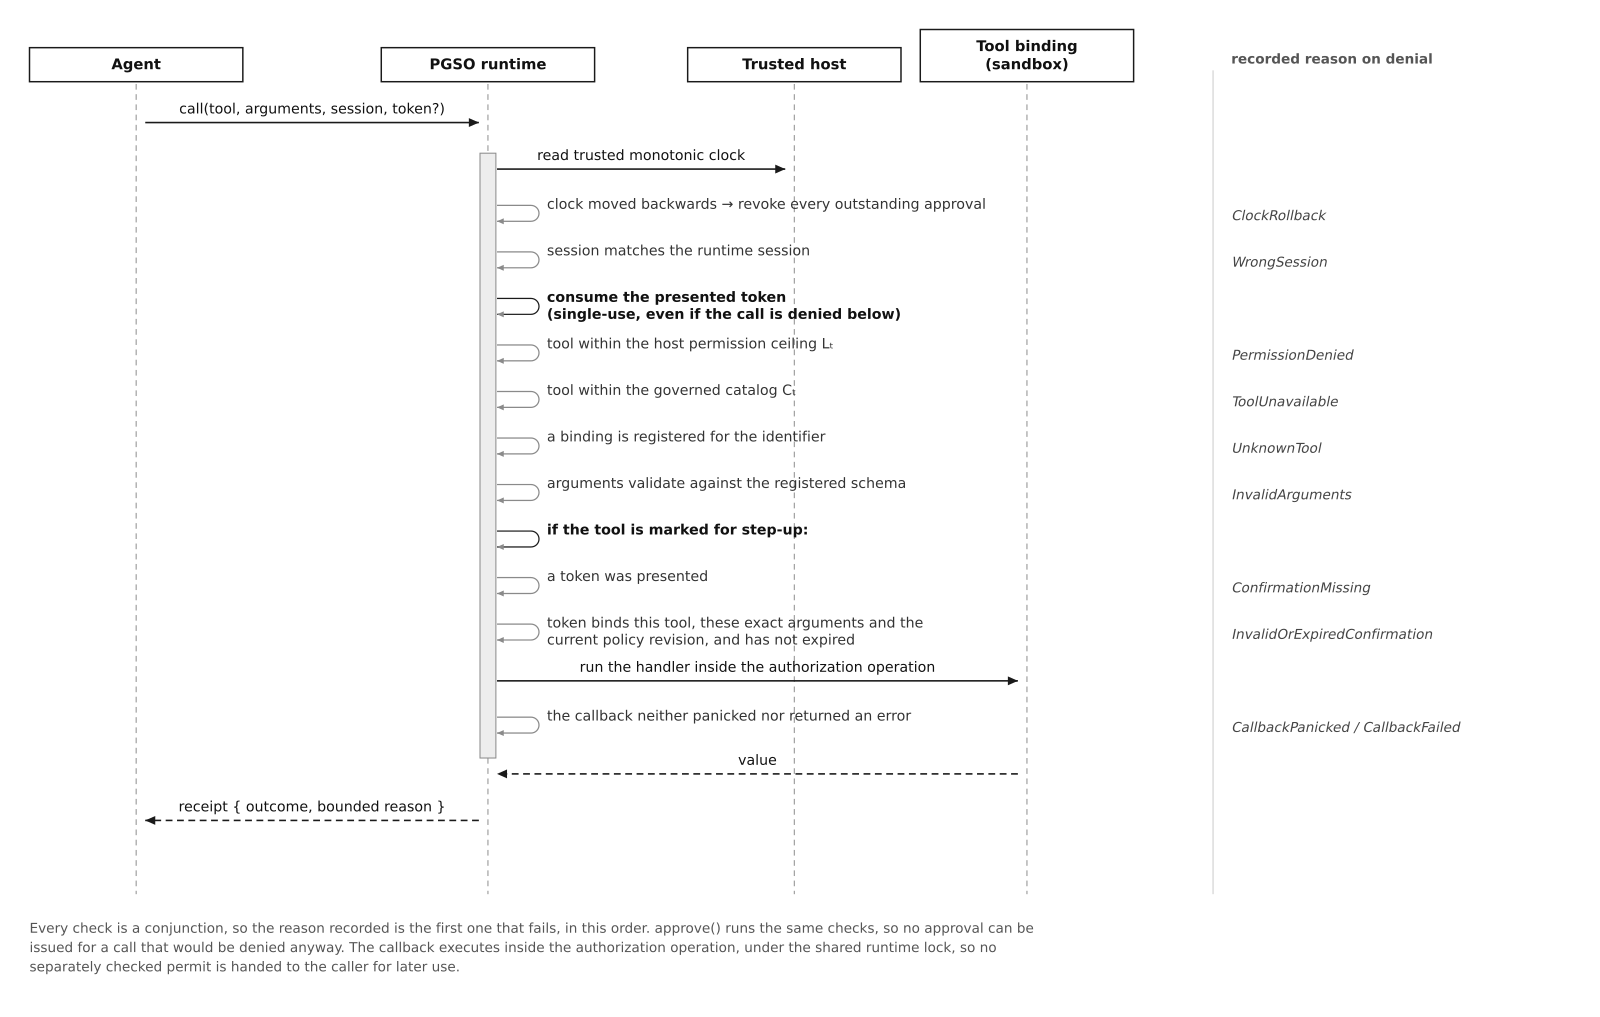 Agent
PGSO runtime
Trusted host
Tool binding
(sandbox)
recorded reason on denial
call(tool, arguments, session, token?)
read trusted monotonic clock
clock moved backwards → revoke every outstanding approval
ClockRollback
session matches the runtime session
WrongSession
consume the presented token
(single-use, even if the call is denied below)
tool within the host permission ceiling Lₜ
PermissionDenied
tool within the governed catalog Cₜ
ToolUnavailable
a binding is registered for the identifier
UnknownTool
arguments validate against the registered schema
InvalidArguments
if the tool is marked for step-up:
a token was presented
ConfirmationMissing
token binds this tool, these exact arguments and the
current policy revision, and has not expired
InvalidOrExpiredConfirmation
run the handler inside the authorization operation
the callback neither panicked nor returned an error
CallbackPanicked / CallbackFailed
value
receipt { outcome, bounded reason }
Every check is a conjunction, so the reason recorded is the first one that fails, in this order. approve() runs the same checks, so no approval can be
issued for a call that would be denied anyway. The callback executes inside the authorization operation, under the shared runtime lock, so no
separately checked permit is handed to the caller for later use.